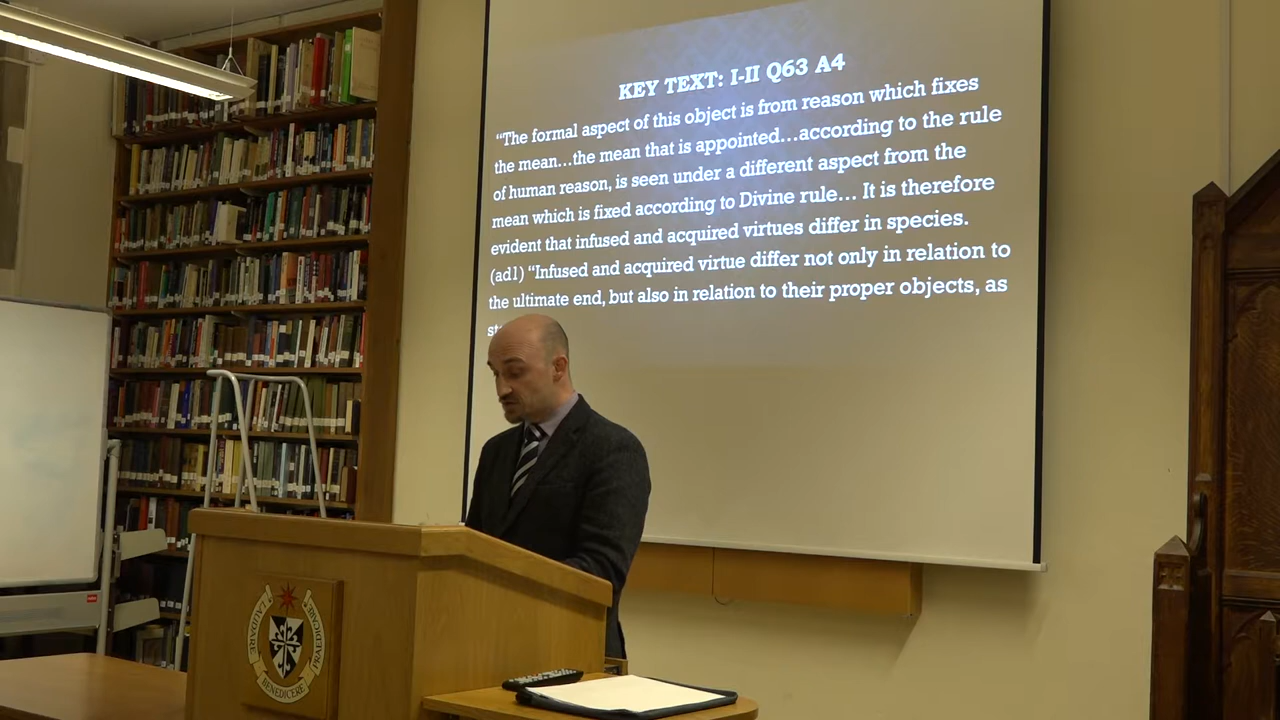 KEY TEXT: I-II Q63 A4
“The formal aspect of this object is from reason which fixes
the mean…the mean that is appointed…according to the rule
of human reason, is seen under a different aspect from the
mean which is fixed according to Divine rule… It is therefore
evident that infused and acquired virtues differ in species.
(ad1) “Infused and acquired virtue differ not only in relation to
the ultimate end, but also in relation to their proper objects, as
LAUDARE
BENEDICERE
PRAEDICARE